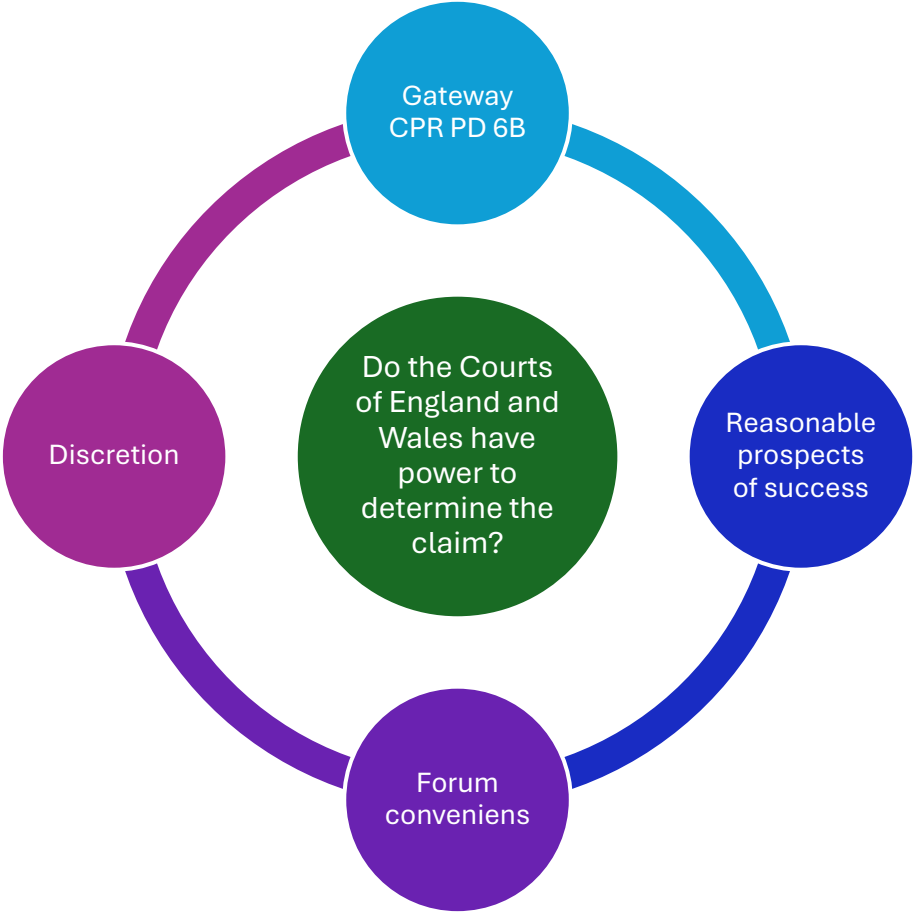 Gateway
CPR PD 6B
Do the Courts
of England and
Wales have
power to
determine the
claim?
Reasonable
prospects
of success
Discretion
Forum
conveniens